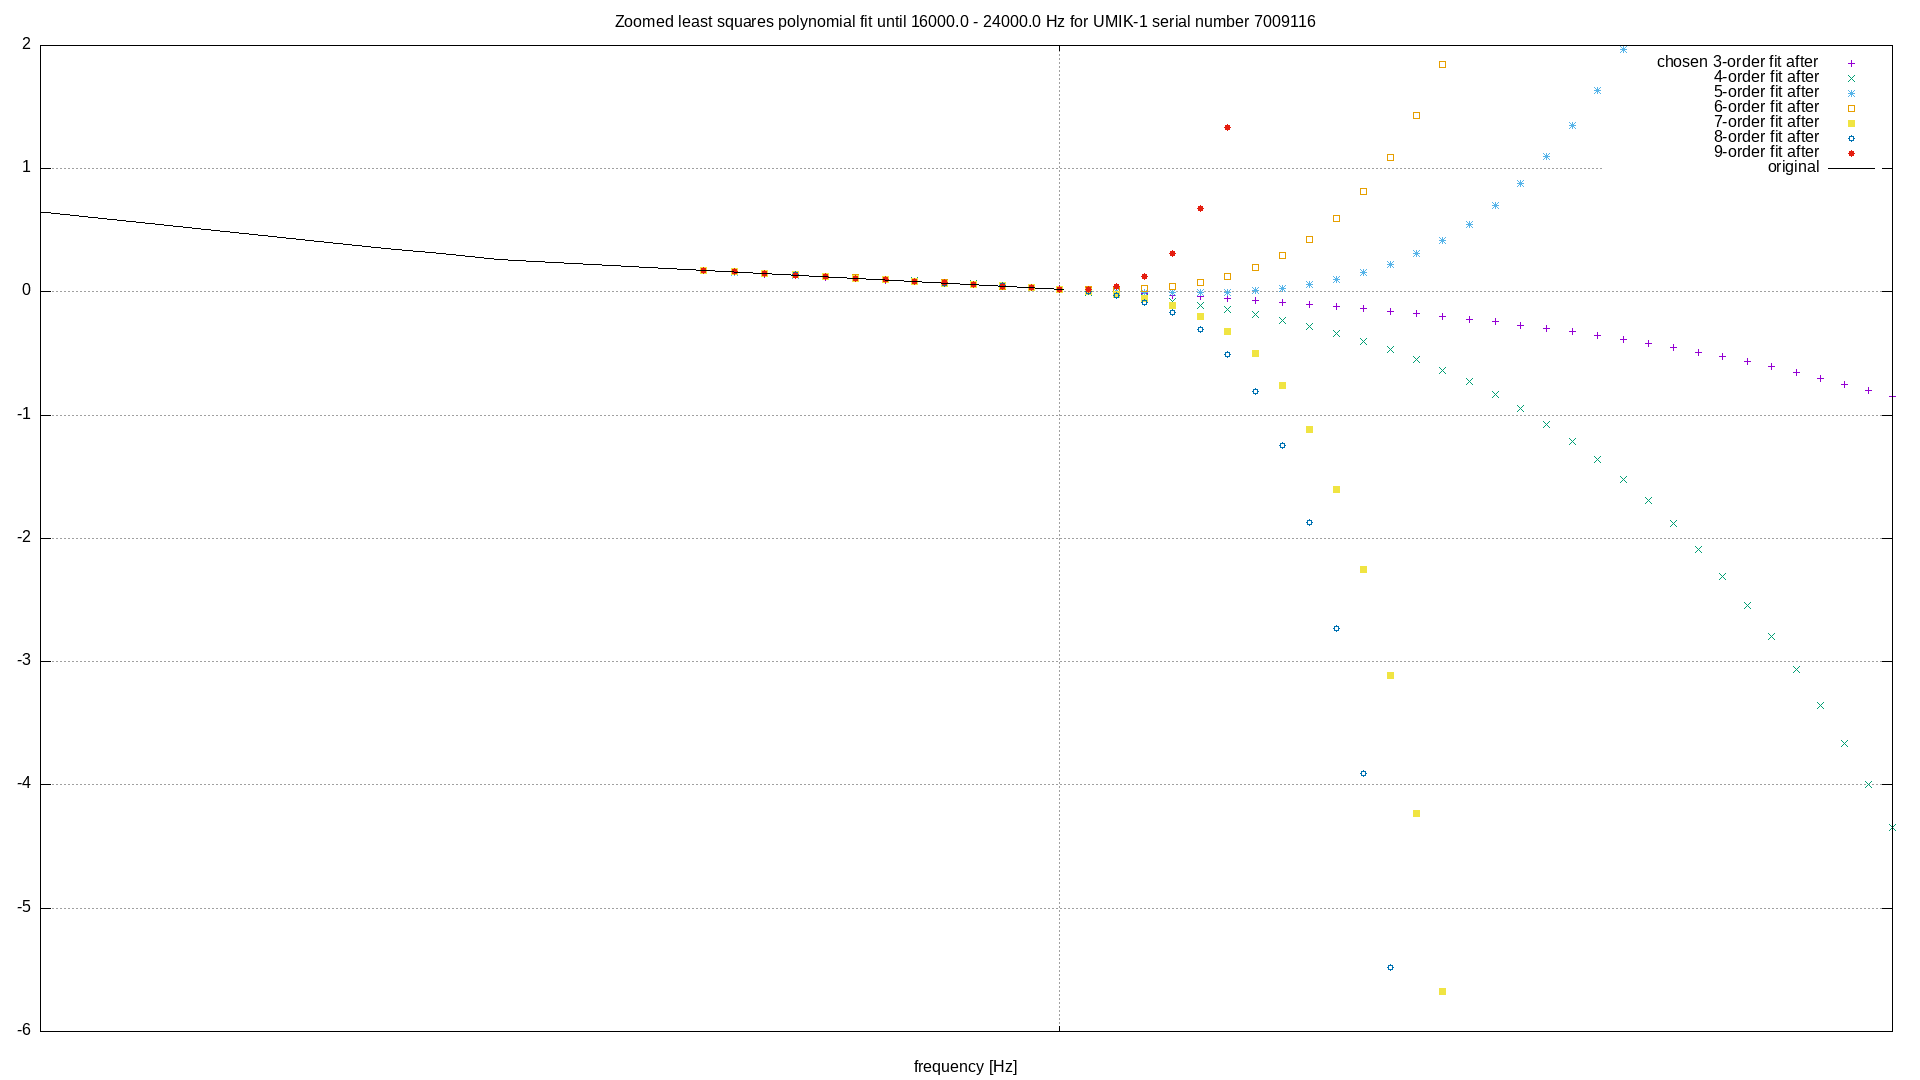 Zoomed least squares polynomial fit until 16000.0 - 24000.0 Hz for UMIK-1 serial number 7009116
2
1
0
-1
-2
-3
-4
-5
-6
chosen 3-order fit after
4-order fit after
5-order fit after
6-order fit after
7-order fit after
8-order fit after
9-order fit after
original
frequency [Hz]